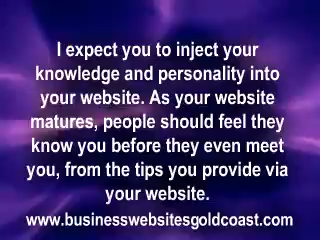 I expect you to inject your
knowledge and personality into
your website. As your website
matures, people should feel they
know you before they even meet
you, from the tips you provide via
your website.
www.businesswebsitesgoldcoast.com